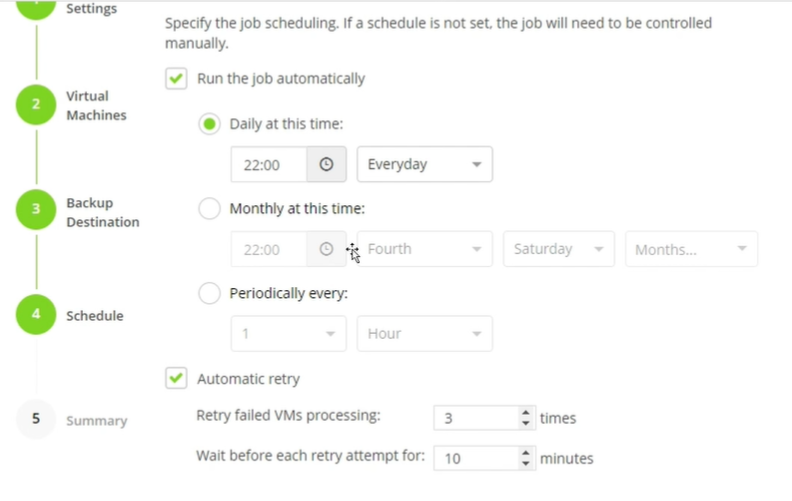 Settings
Specify the job scheduling. If a schedule is not set, the job will need to be controlled
manually.
Run the job automatically
2
Virtual
Machines
Daily at this time:
22:00
Everyday
3
Backup
Destination
Monthly at this time:
22:00
Fourth
Saturday
Months...
Periodically every:
4
Schedule
1
Hour
Automatic retry
5
Summary
Retry failed VMs processing:
3
times
Wait before each retry attempt for:
10
minutes